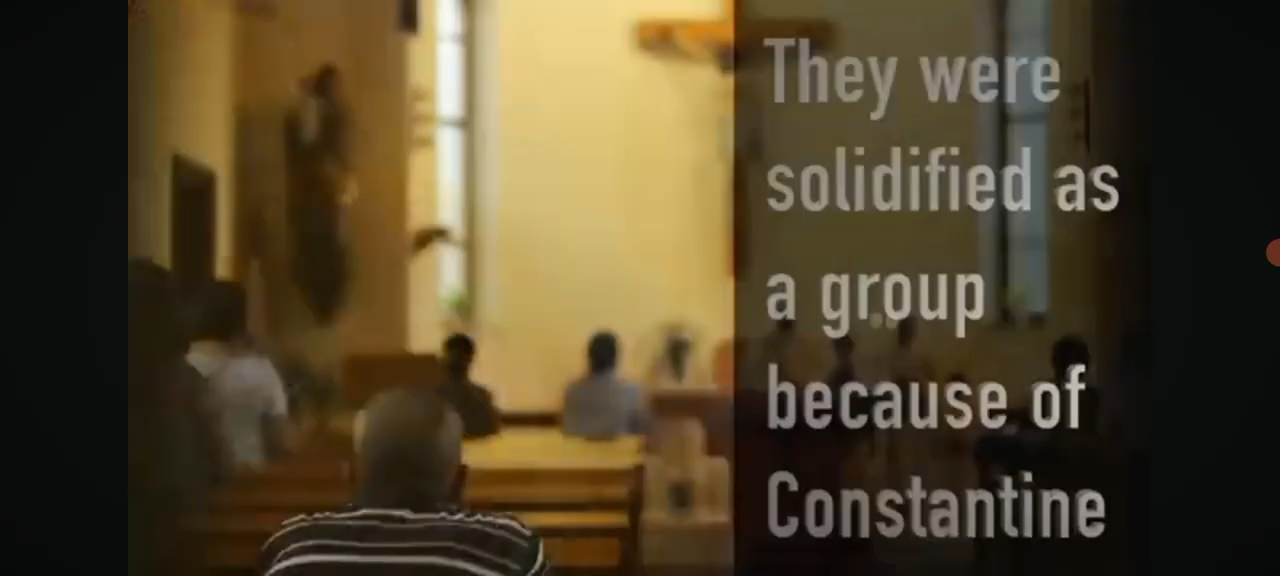 They were
solidified as
a group
because of
Constantine